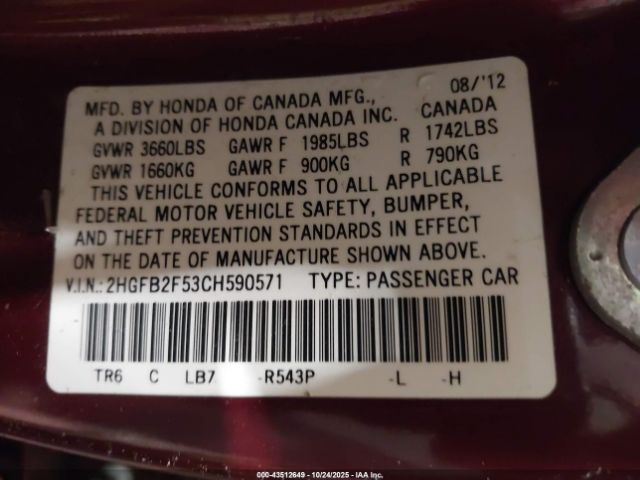 08/'12
MFD. BY HONDA OF CANADA MFG.,
A DIVISION OF HONDA CANADA INC. CANADA
GVWR 3660LBS GAWR F 1985LBS R 1742LBS
GVWR 1660KG GAWR F 900KG R 790KG
THIS VEHICLE CONFORMS TO ALL APPLICABLE
FEDERAL MOTOR VEHICLE SAFETY, BUMPER,
AND THEFT PREVENTION STANDARDS IN EFFECT
ON THE DATE OF MANUFACTURE SHOWN ABOVE.
V.I.N.: 2HGFB2F53CH590571 TYPE: PASSENGER CAR
TR6 C LB7 -R543P -L -H
000-43512649 | 10/24/2025 | IAA Inc.